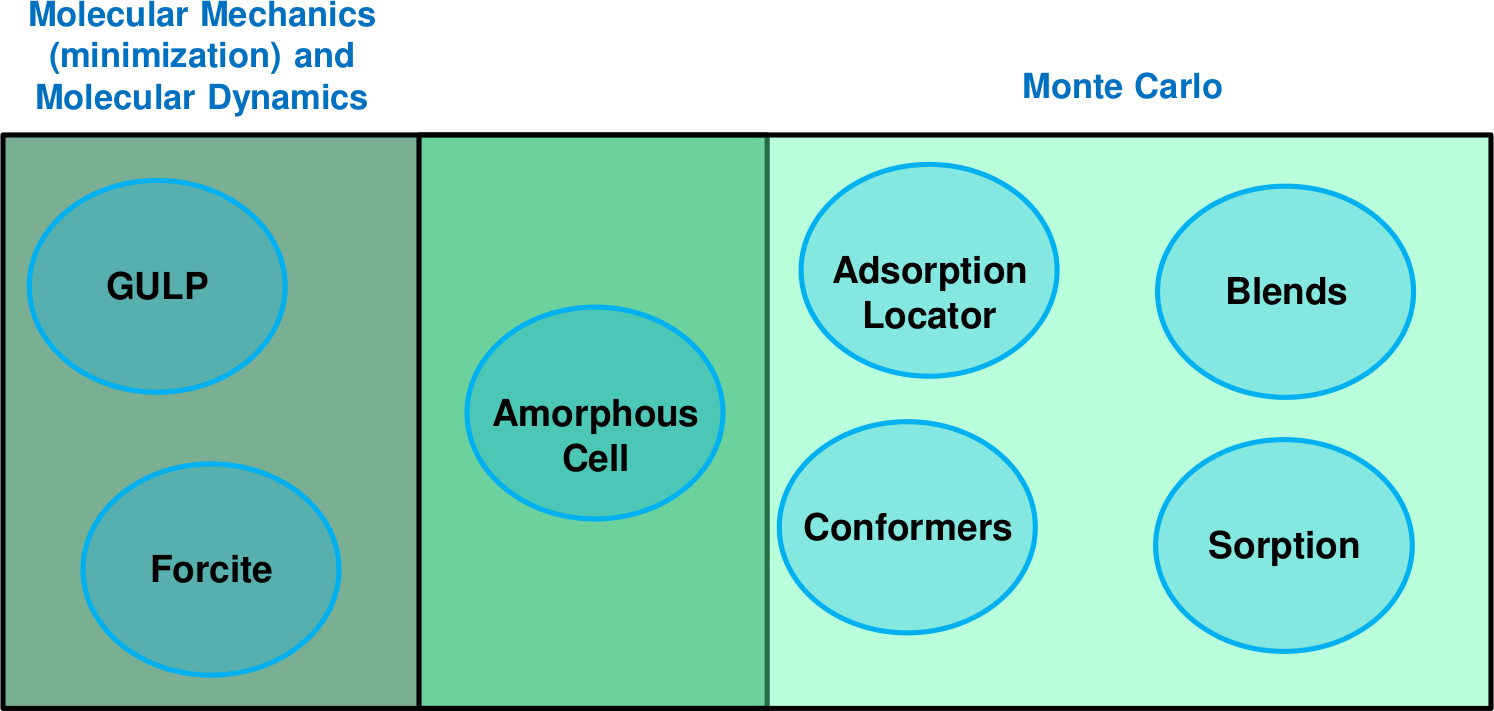 Molecular Mechanics
(minimization) and
Molecular Dynamics
Monte Carlo
GULP
Forcite
Amorphous
Cell
Adsorption
Locator
Blends
Conformers
Sorption